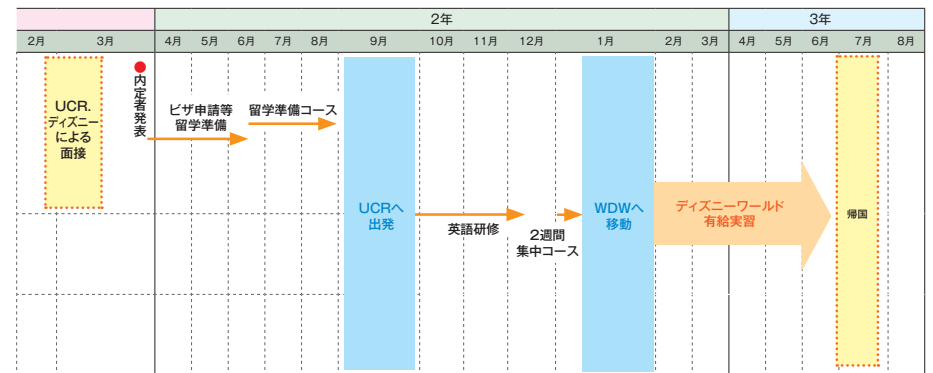 2年
3年
2月
3月
4月
5月
6月
7月
8月
9月
10月
11月
12月
1月
2月
3月
4月
5月
6月
7月
8月
UCR.
ディズニー
による
面接
内定者発表
ビザ申請等
留学準備
留学準備コース
UCRへ
出発
英語研修
2週間
集中コース
WDWへ
移動
ディズニーワールド
有給実習
帰国